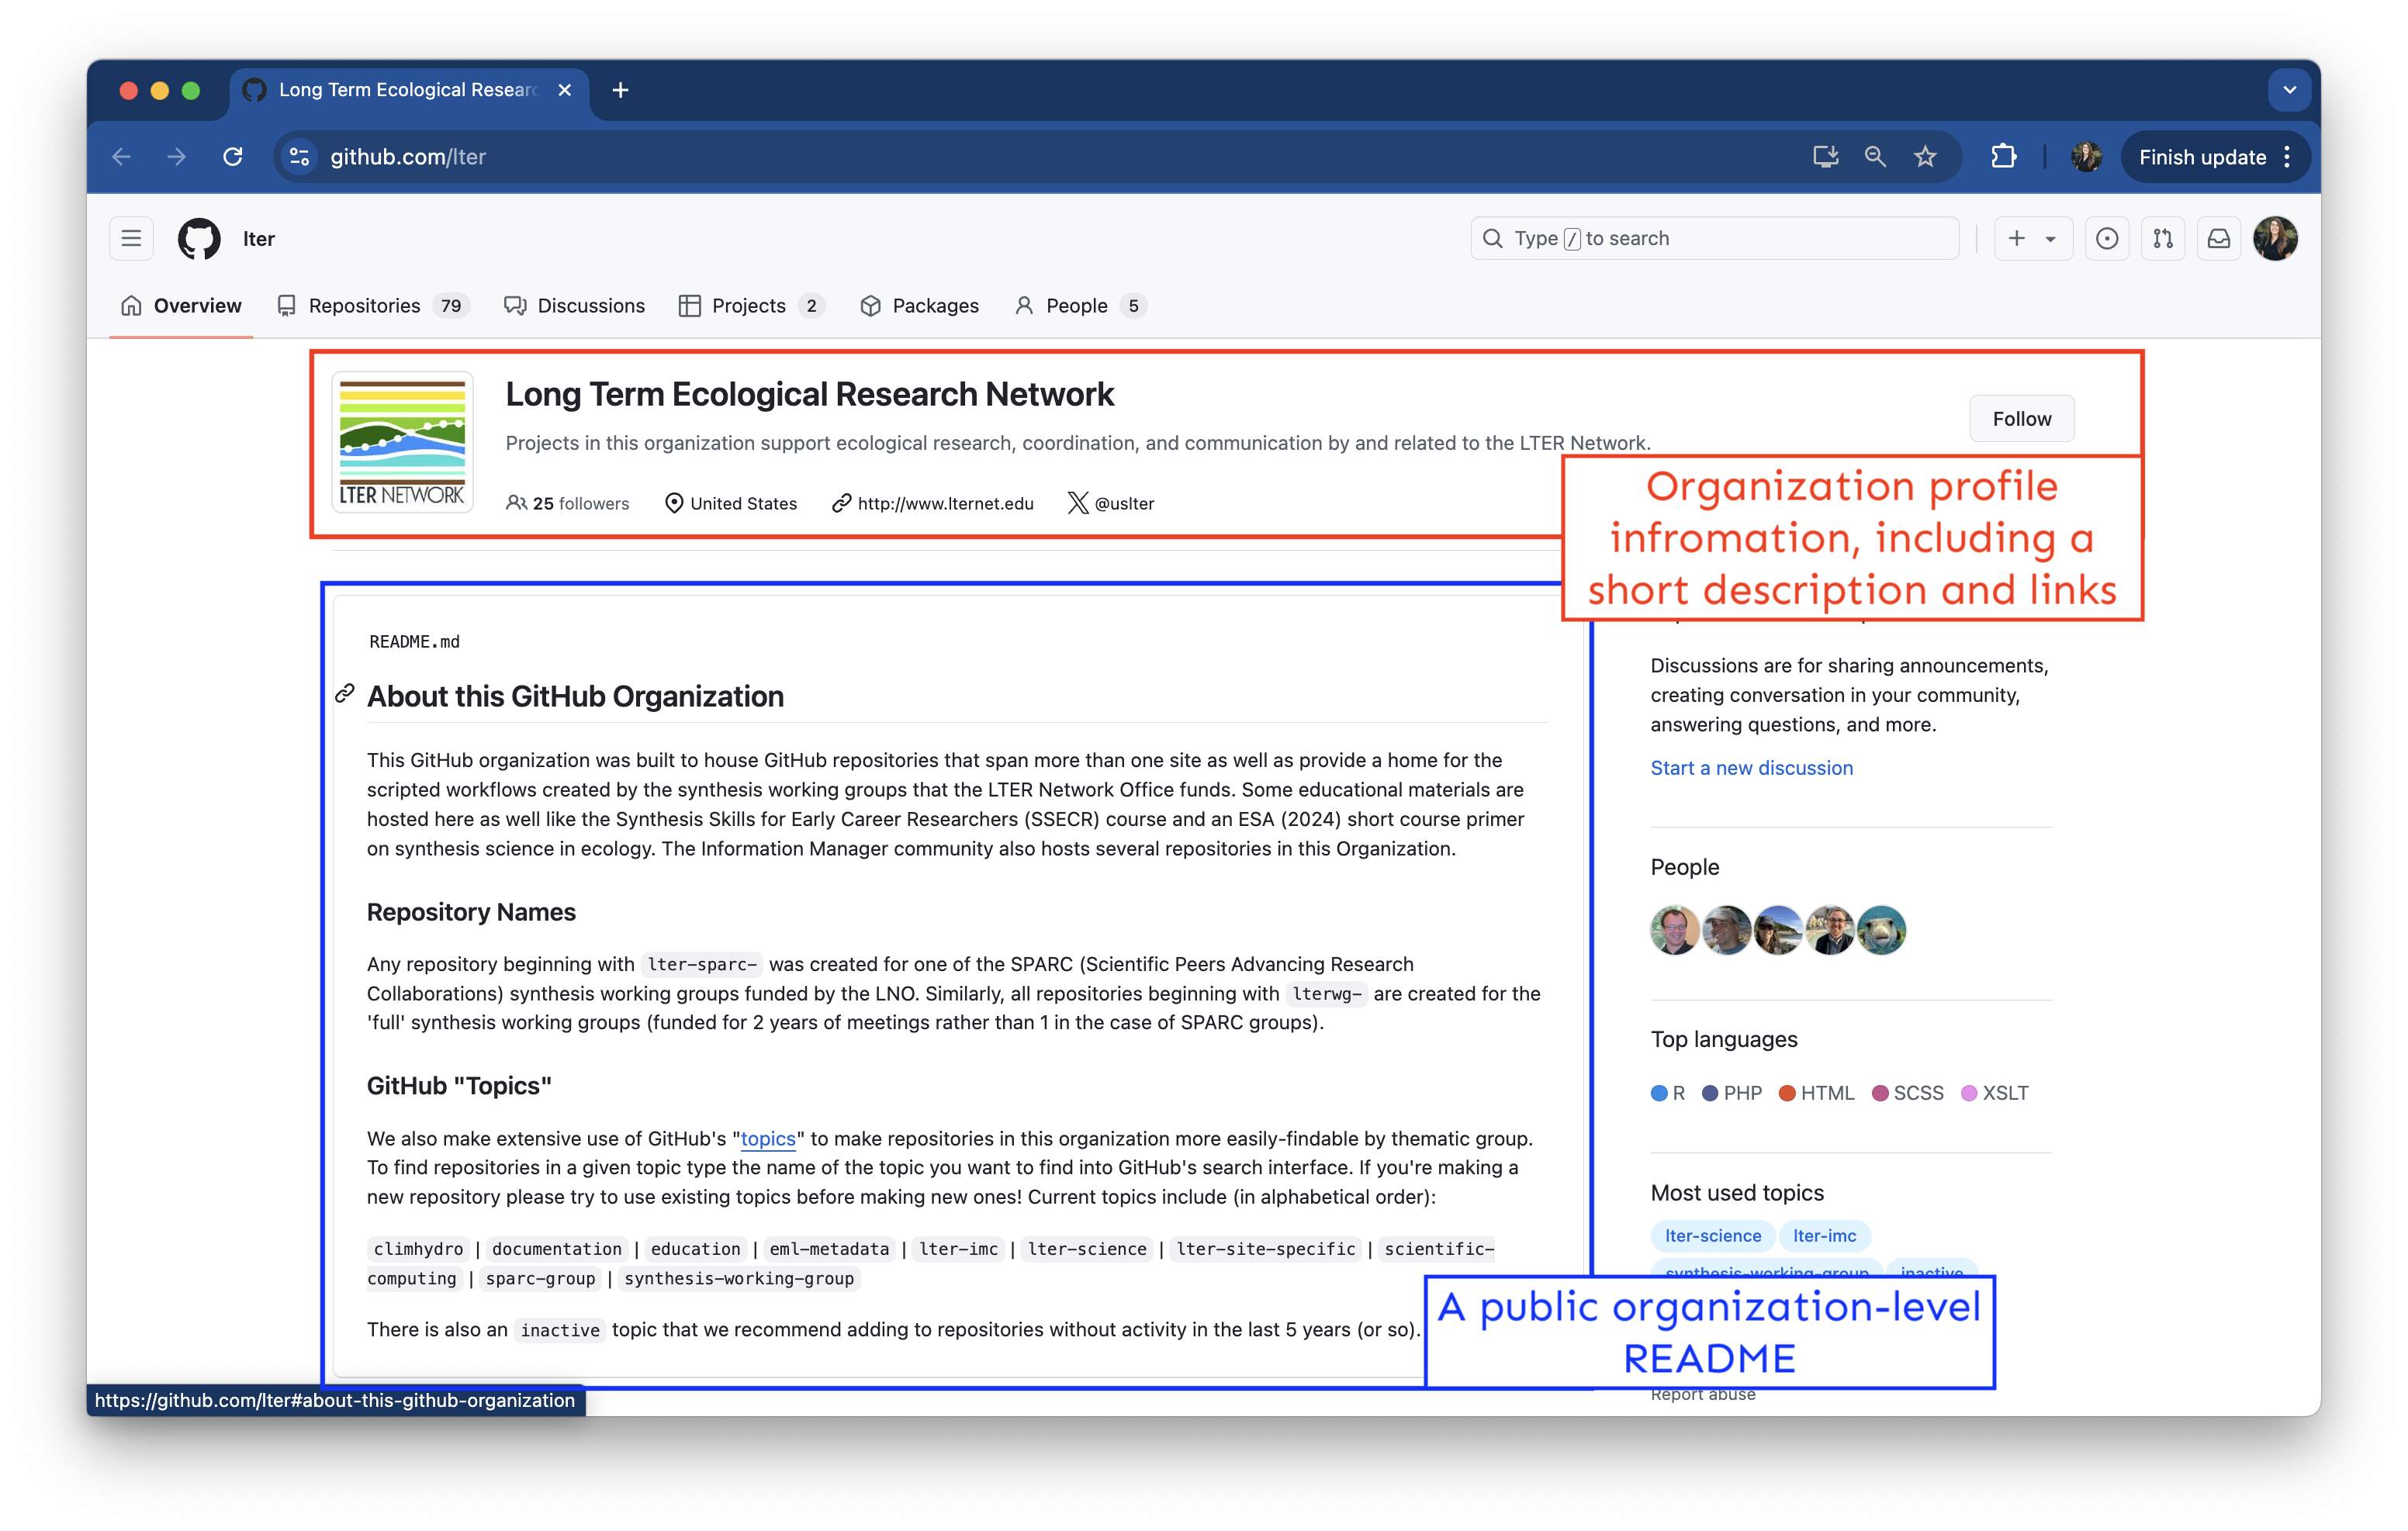 Long Term Ecological Resear
github.com/lter
Finish update
lter
Type / to search
Overview
Repositories 79
Discussions
Projects 2
Packages
People 5
LTER NETWORK
Long Term Ecological Research Network
Projects in this organization support ecological research, coordination, and communication by and related to the LTER Network.
25 followers
United States
http://www.lternet.edu
@uslter
Follow
Organization profile
infromation, including a
short description and links
README.md
About this GitHub Organization
This GitHub organization was built to house GitHub repositories that span more than one site as well as provide a home for the
scripted workflows created by the synthesis working groups that the LTER Network Office funds. Some educational materials are
hosted here as well like the Synthesis Skills for Early Career Researchers (SSECR) course and an ESA (2024) short course primer
on synthesis science in ecology. The Information Manager community also hosts several repositories in this Organization.
Repository Names
Any repository beginning with lter-sparc- was created for one of the SPARC (Scientific Peers Advancing Research
Collaborations) synthesis working groups funded by the LNO. Similarly, all repositories beginning with lterwg- are created for the
'full' synthesis working groups (funded for 2 years of meetings rather than 1 in the case of SPARC groups).
GitHub "Topics"
We also make extensive use of GitHub's "topics" to make repositories in this organization more easily-findable by thematic group.
To find repositories in a given topic type the name of the topic you want to find into GitHub's search interface. If you're making a
new repository please try to use existing topics before making new ones! Current topics include (in alphabetical order):
climhydro | documentation | education | eml-metadata | lter-imc | lter-science | lter-site-specific | scientific-
computing | sparc-group | synthesis-working-group
There is also an inactive topic that we recommend adding to repositories without activity in the last 5 years (or so).
Discussions are for sharing announcements,
creating conversation in your community,
answering questions, and more.
Start a new discussion
People
Top languages
R PHP HTML SCSS XSLT
Most used topics
lter-science lter-imc
synthesis-working-group inactive
A public organization-level
README
Report abuse
https://github.com/lter#about-this-github-organization